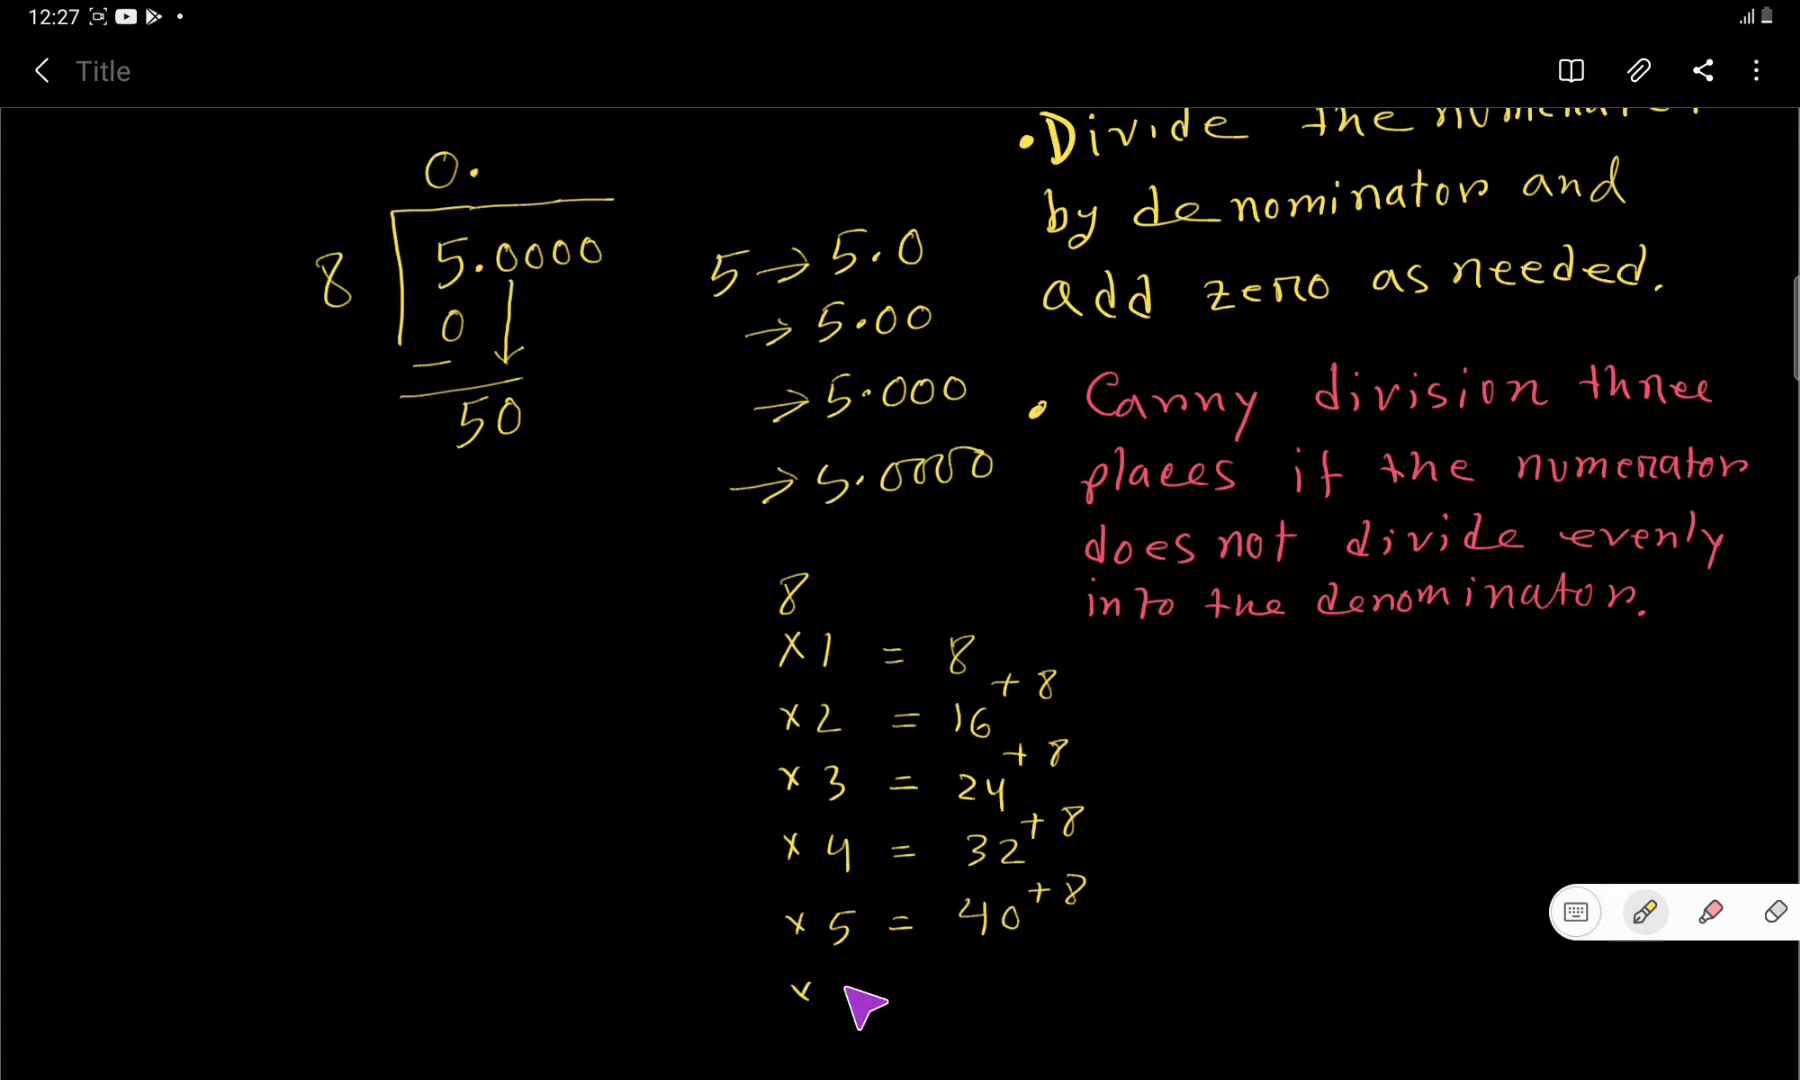 12:27
Title
0.
8 5.0000
0
50
5 → 5.0
→ 5.00
→ 5.000
→ 5.0000
• Divide the
by denominator and
add zero as needed.
• Carry division three
places if the numerator
does not divide evenly
into the denominator.
8
×1 = 8
+8
×2 = 16
+8
×3 = 24
+8
×4 = 32
+8
×5 = 40
×